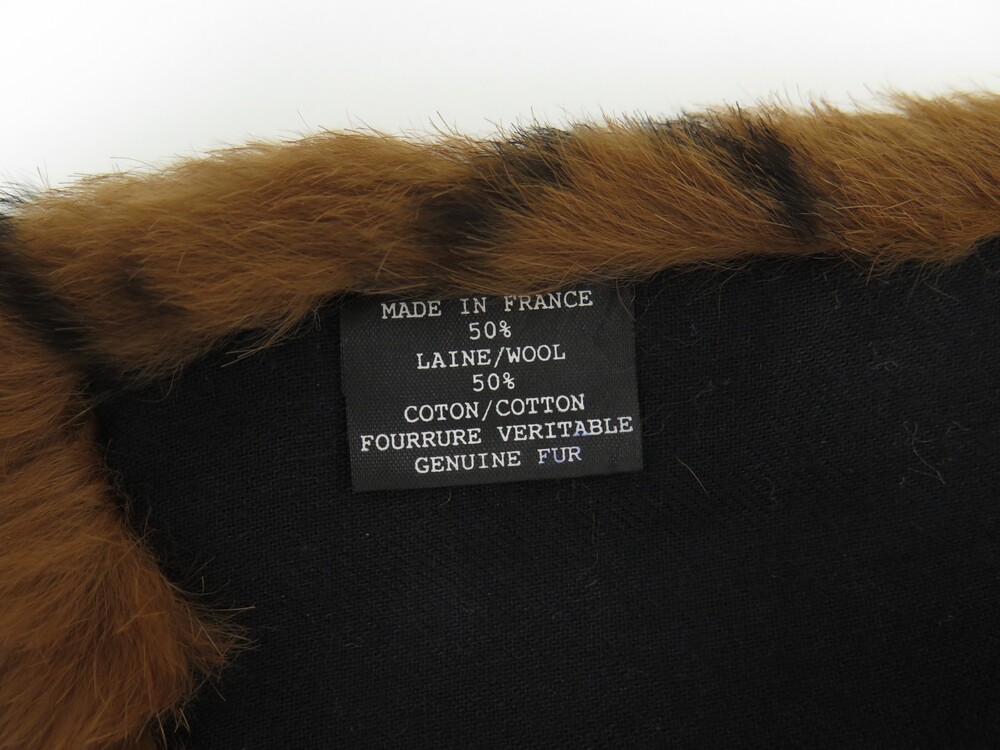 MADE IN FRANCE
50%
LAINE/WOOL
50%
COTON/COTTON
FOURRURE VERITABLE
GENUINE FUR